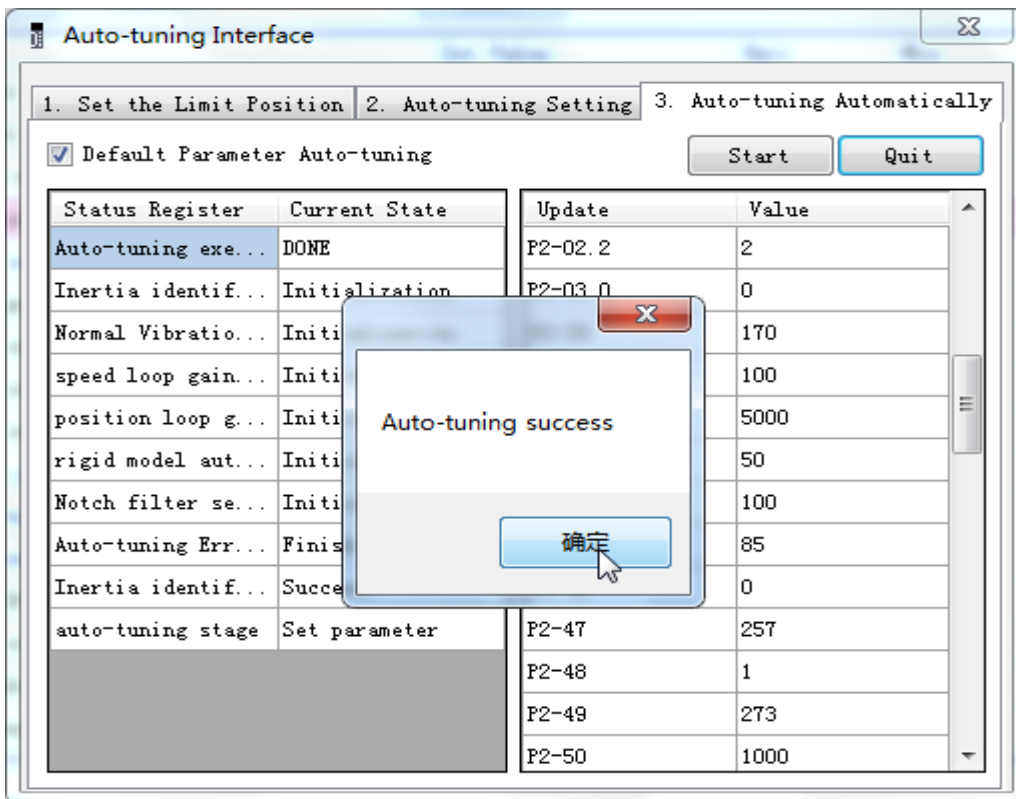 Auto-tuning Interface
1. Set the Limit Position 2. Auto-tuning Setting 3. Auto-tuning Automatically
Default Parameter Auto-tuning Start Quit
Status Register Current State Update Value
Auto-tuning exe... DONE P2-02.2 2
Inertia identif... Initialization P2-03.0 0
Normal Vibratio... Initi 170
speed loop gain... Initi 100
position loop g... Initi 5000
rigid model aut... Initi 50
Notch filter se... Initi 100
Auto-tuning Err... Finis 85
Inertia identif... Succe 0
auto-tuning stage Set parameter P2-47 257
P2-48 1
P2-49 273
P2-50 1000
Auto-tuning success
确定